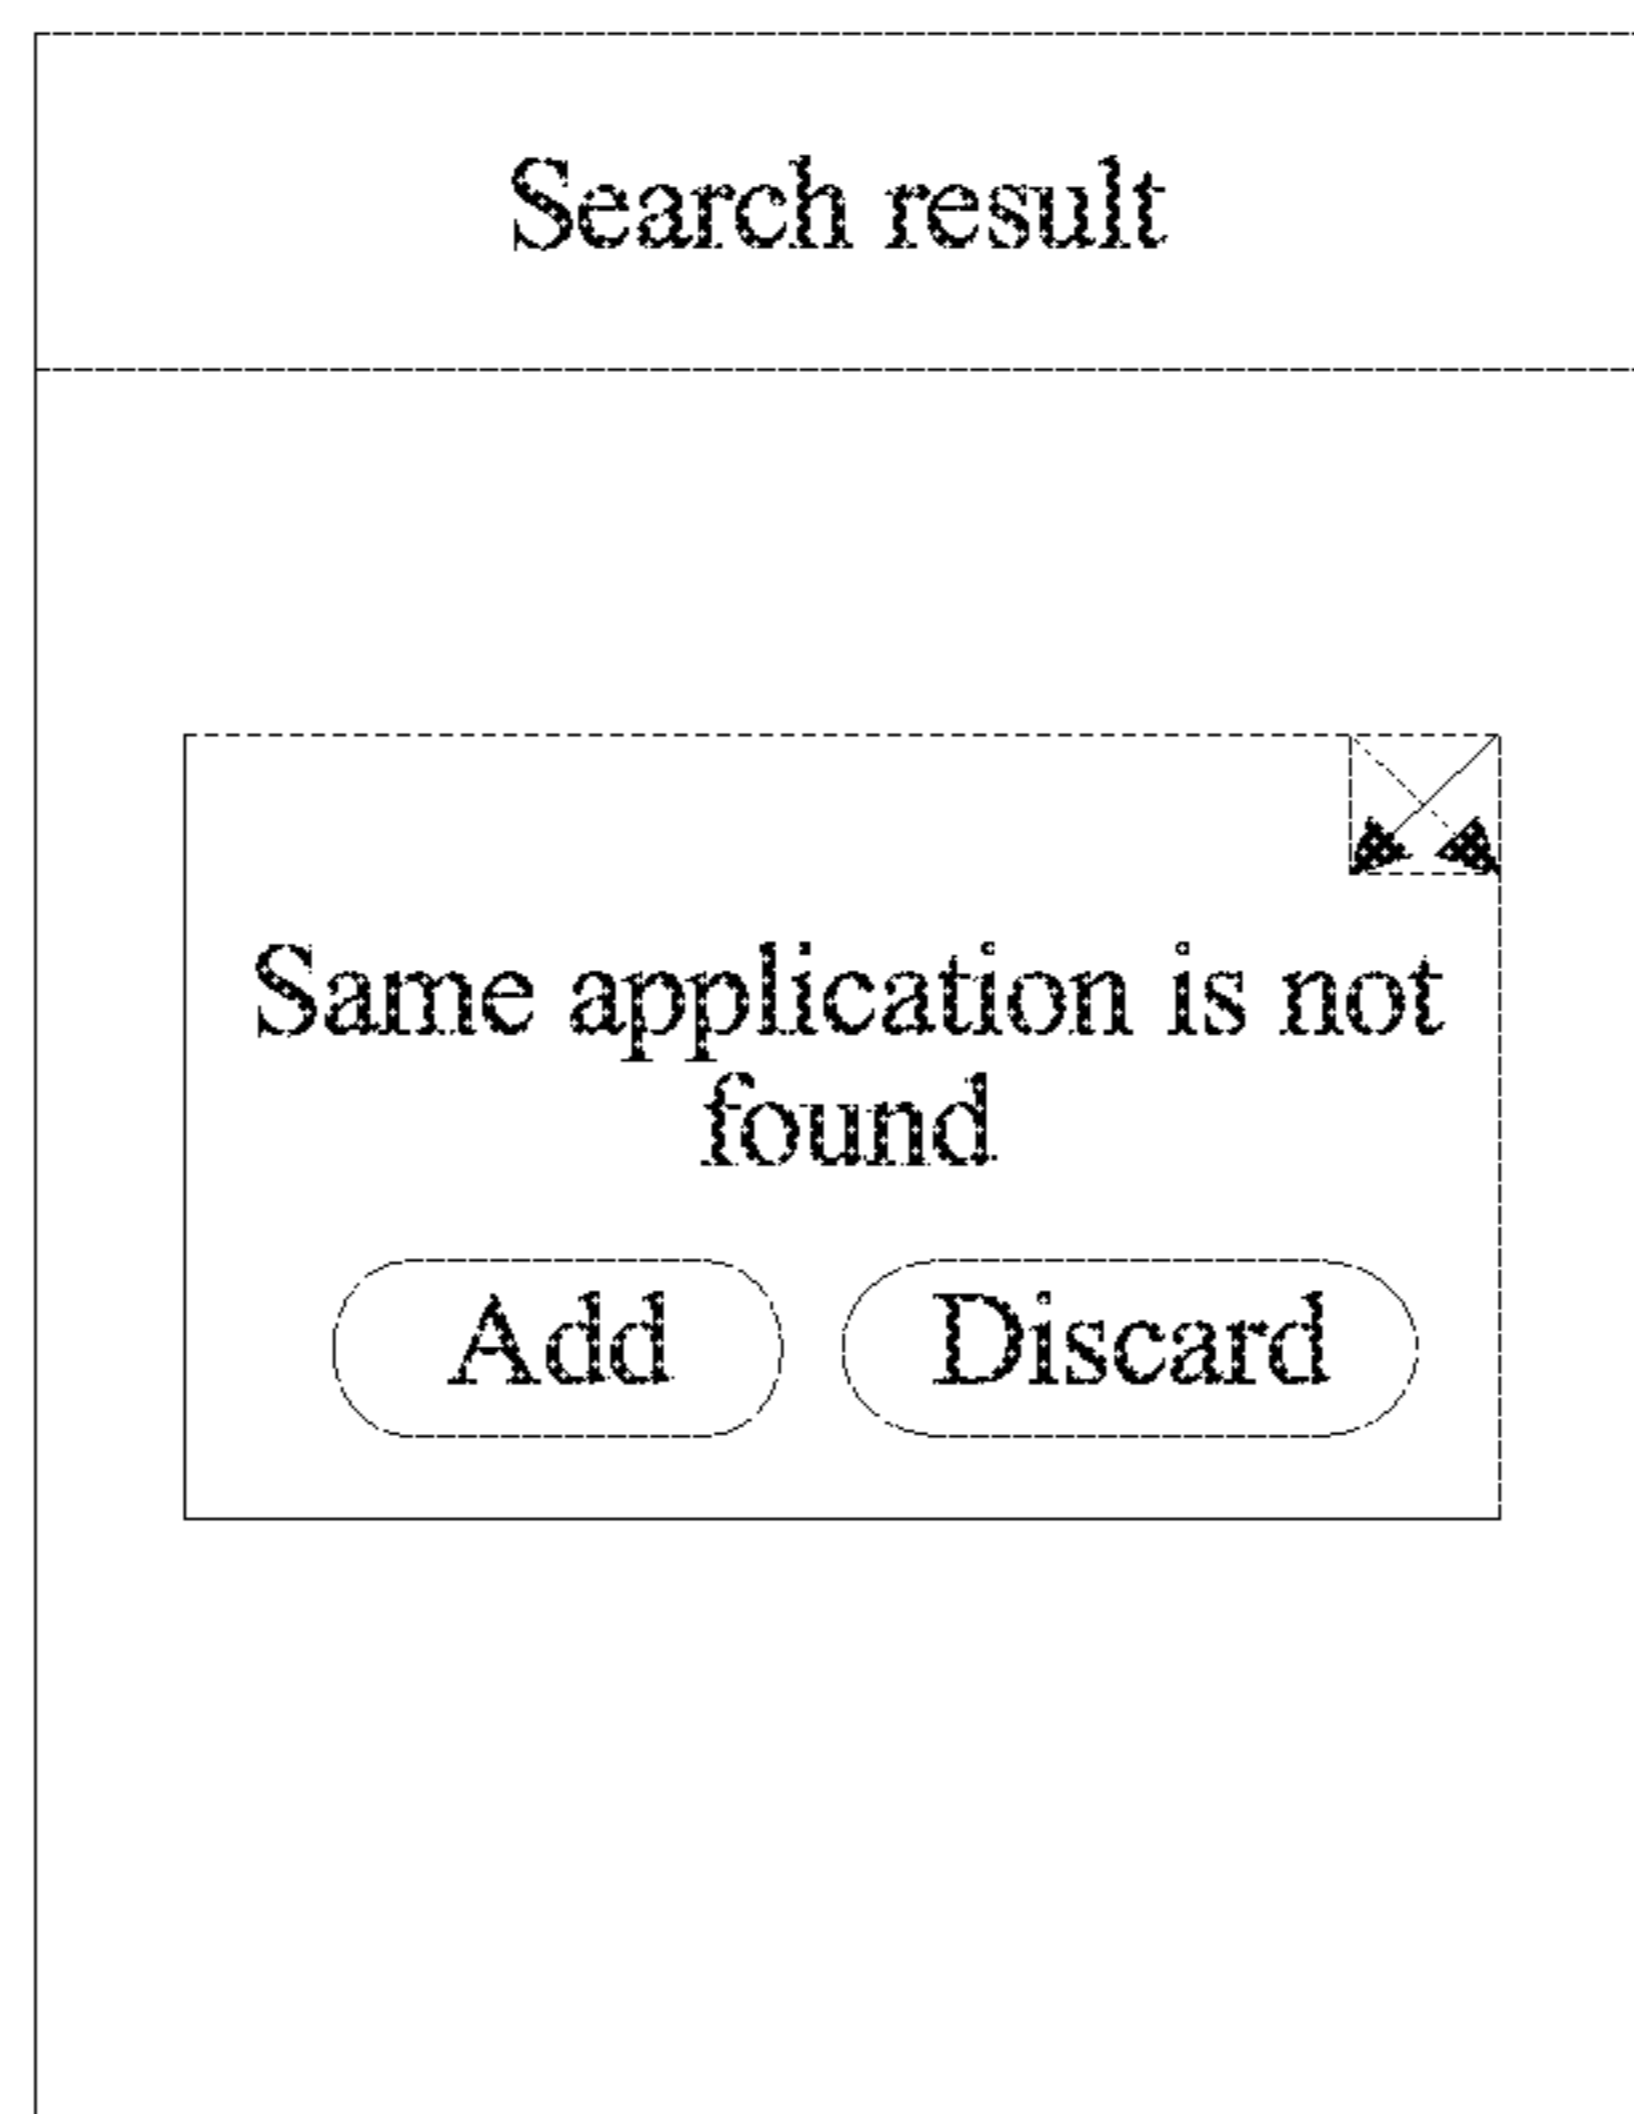 Search result
Same application is not
found
Add
Discard